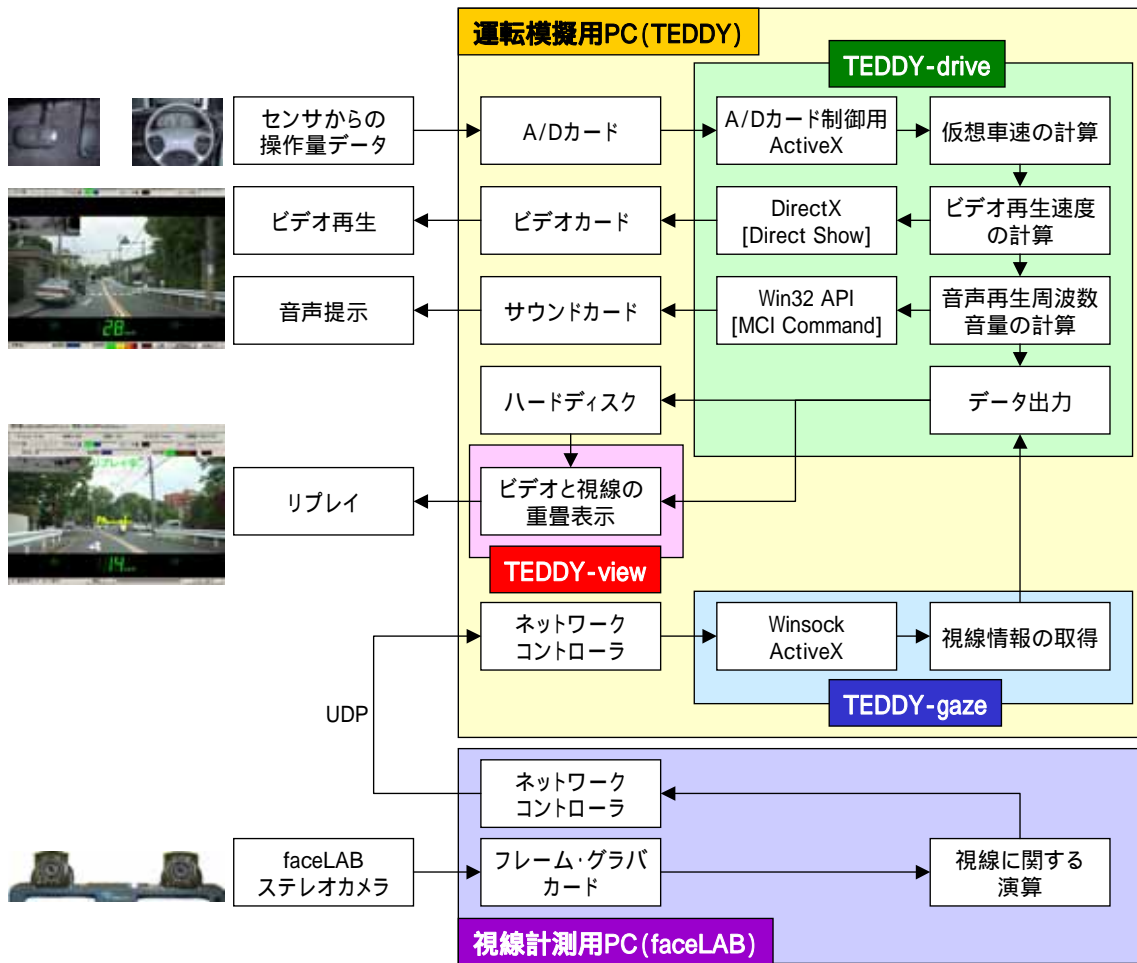 運転模擬用PC(TEDDY)
TEDDY-drive
センサからの
操作量データ
A/Dカード
A/Dカード制御用
ActiveX
仮想車速の計算
ビデオ再生
ビデオカード
DirectX
[Direct Show]
ビデオ再生速度
の計算
28
音声提示
サウンドカード
Win32 API
[MCI Command]
音声再生周波数
音量の計算
ハードディスク
データ出力
リプレイ
ビデオと視線の
重畳表示
14
TEDDY-view
ネットワーク
コントローラ
Winsock
ActiveX
視線情報の取得
TEDDY-gaze
UDP
ネットワーク
コントローラ
faceLAB
ステレオカメラ
フレーム・グラバ
カード
視線に関する
演算
視線計測用PC(faceLAB)